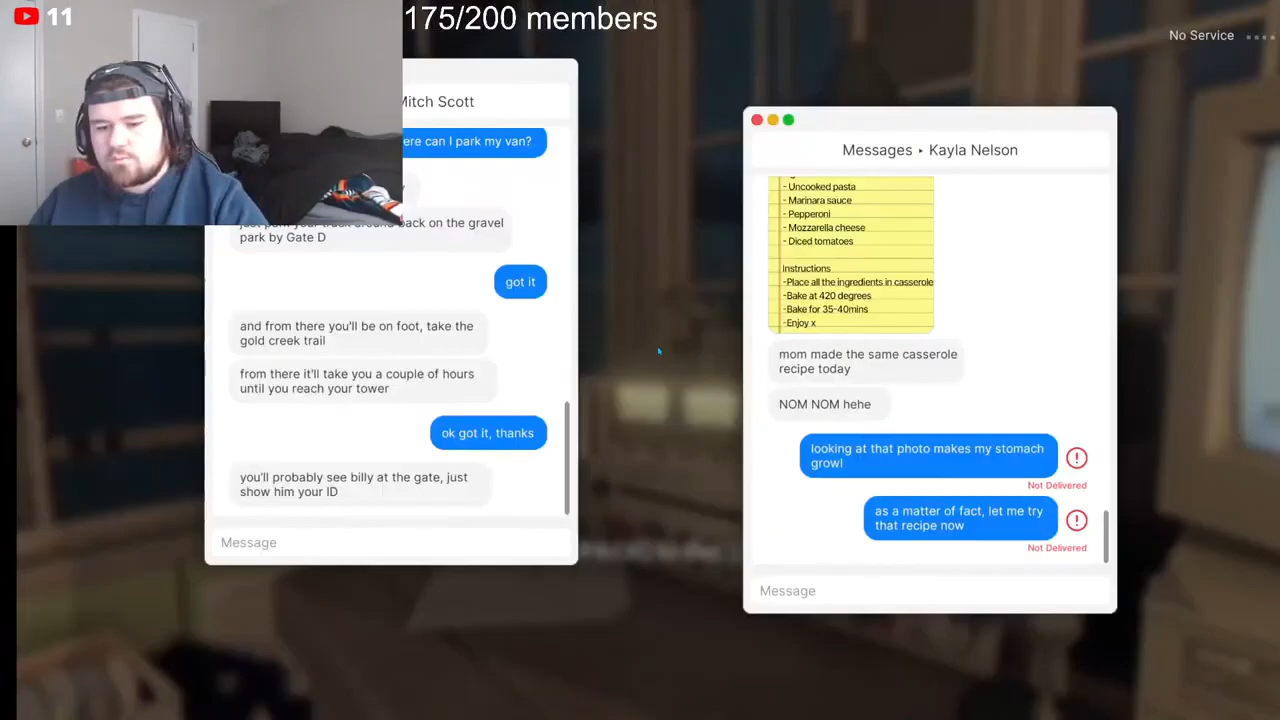 11
175/200 members
No Service
Mitch Scott
ere can I park my van?
just park your truck around back on the gravel
park by Gate D
got it
and from there you'll be on foot, take the
gold creek trail
from there it'll take you a couple of hours
until you reach your tower
ok got it, thanks
you'll probably see billy at the gate, just
show him your ID
Message
Messages ▸ Kayla Nelson
- Uncooked pasta
- Marinara sauce
- Pepperoni
- Mozzarella cheese
- Diced tomatoes
Instructions
-Place all the ingredients in casserole
-Bake at 420 degrees
-Bake for 35-40mins
-Enjoy x
mom made the same casserole
recipe today
NOM NOM hehe
looking at that photo makes my stomach
growl
Not Delivered
as a matter of fact, let me try
that recipe now
Not Delivered
Message